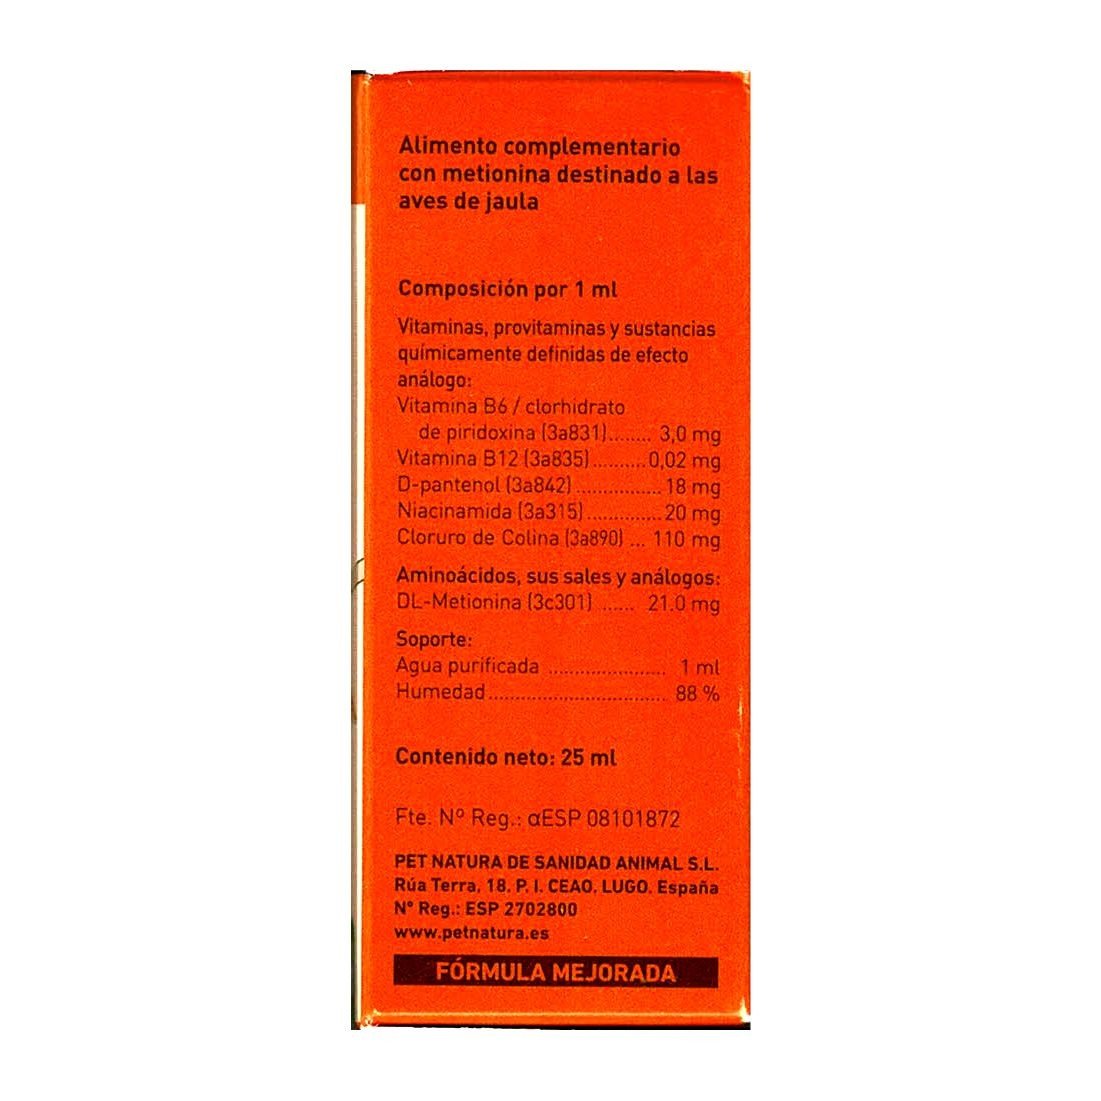 Alimento complementario
con metionina destinado a las
aves de jaula
Composición por 1 ml
Vitaminas, provitaminas y sustancias
químicamente definidas de efecto
análogo:
Vitamina B6 / clorhidrato
de piridoxina (3a831)........ 3,0 mg
Vitamina B12 (3a835)..........0,02 mg
D-pantenol (3a842)................18 mg
Niacinamida (3a315)..............20 mg
Cloruro de Colina (3a890) ... 110 mg
Aminoácidos, sus sales y análogos:
DL-Metionina (3c301) ...... 21.0 mg
Soporte:
Agua purificada ...................... 1 ml
Humedad.................................. 88 %
Contenido neto: 25 ml
Fte. Nº Reg.: αESP 08101872
PET NATURA DE SANIDAD ANIMAL S.L.
Rúa Terra, 18. P. I. CEAO. LUGO. España
Nº Reg.: ESP 2702800
www.petnatura.es
FÓRMULA MEJORADA